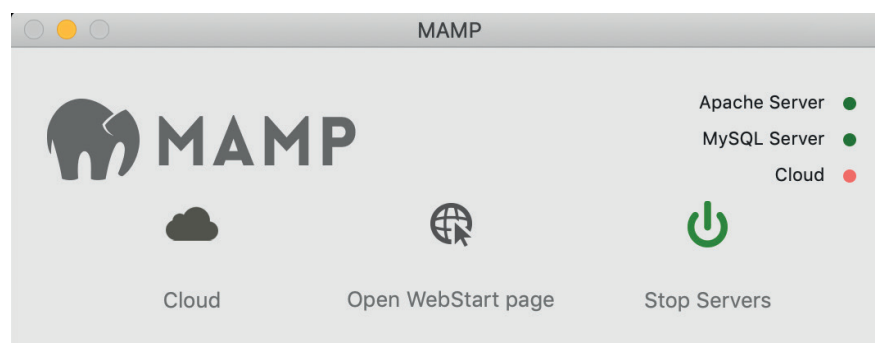 MAMP
Apache Server
MAMP
MySQL Server
Cloud
Cloud
Open WebStart page
Stop Servers